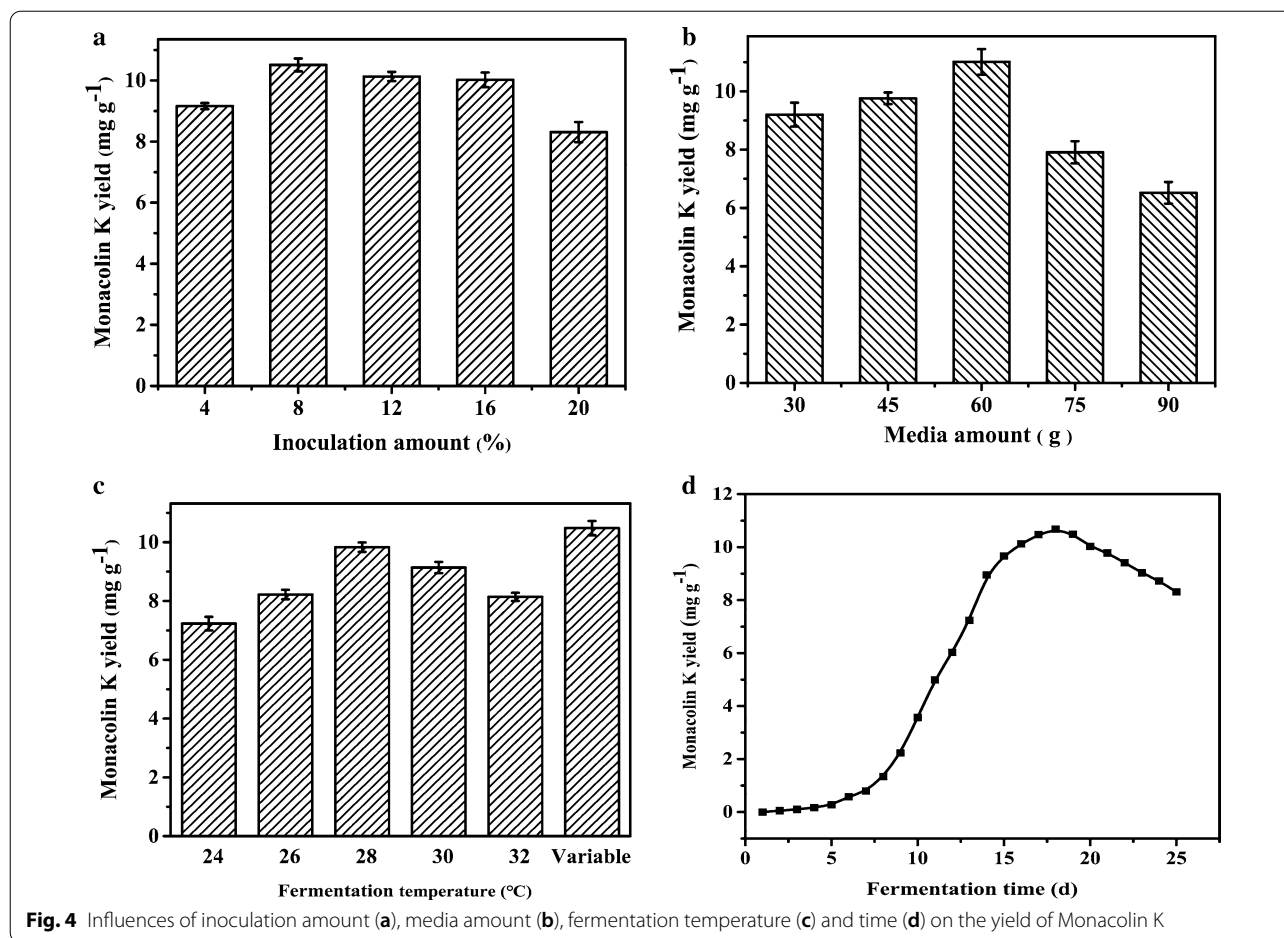 a
Monacolin K yield (mg g-1)
10
8
6
4
2
0
4 8 12 16 20
Inoculation amount (%)
b
Monacolin K yield (mg g-1)
10
8
6
4
2
0
30 45 60 75 90
Media amount ( g )
c
Monacolin K yield (mg g-1)
10
8
6
4
2
0
24 26 28 30 32 Variable
Fermentation temperature (°C)
d
Monacolin K yield (mg g-1)
12
10
8
6
4
2
0
0 5 10 15 20 25
Fermentation time (d)
Fig. 4 Influences of inoculation amount (a), media amount (b), fermentation temperature (c) and time (d) on the yield of Monacolin K